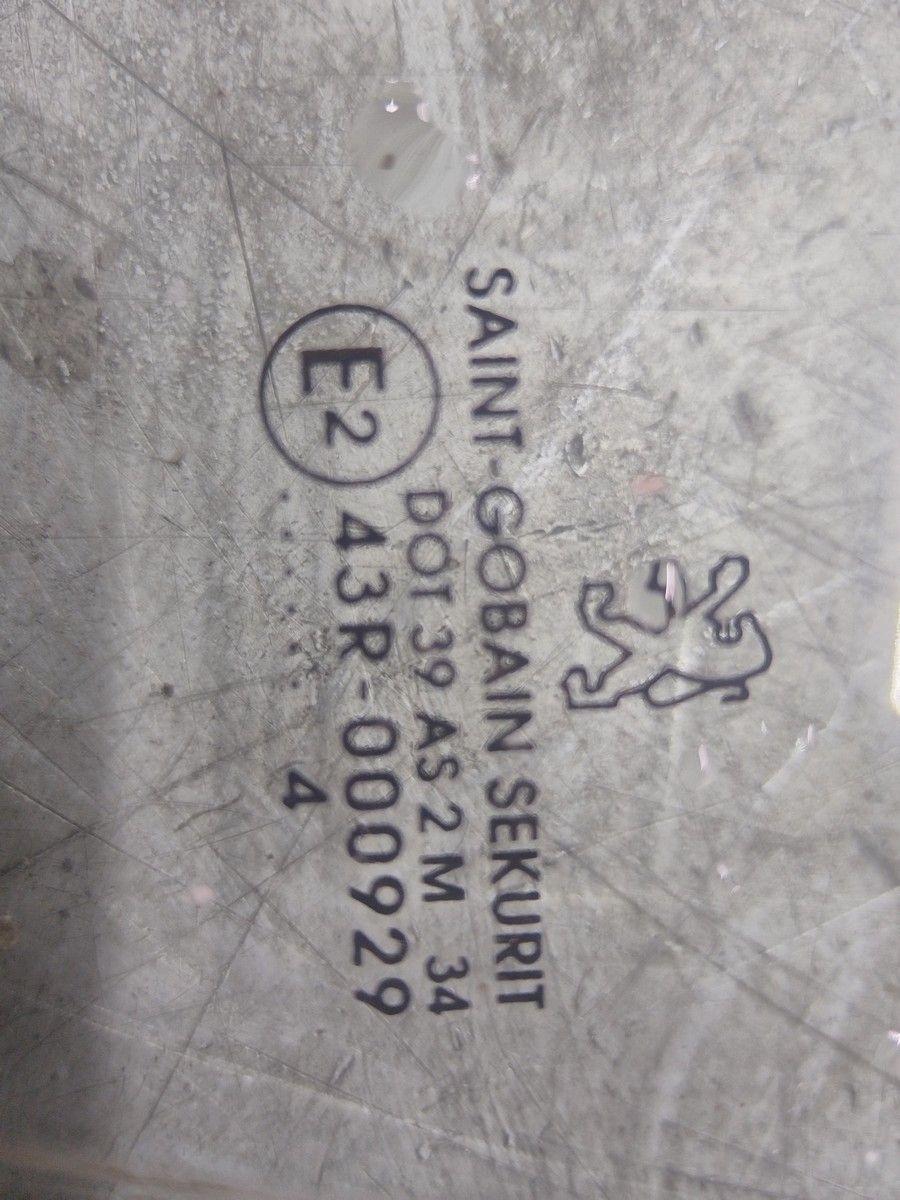 SAINT-GOBAIN SEKURIT
DOT 39 AS 2 M 34
E2 43R-000929
..... 4